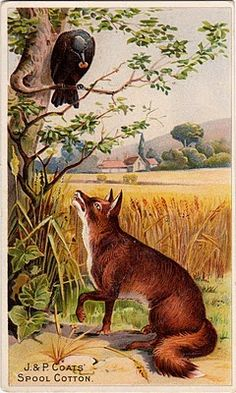 J. & P. COATS'
SPOOL COTTON.